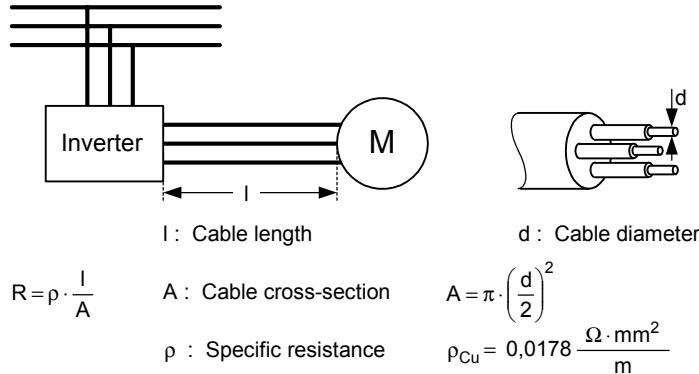 d
Inverter
M
l
l : Cable length
d : Cable diameter
R = ρ · l/A
A : Cable cross-section
A = π · (d/2)²
ρ : Specific resistance
ρCu = 0,0178 Ω · mm²/m